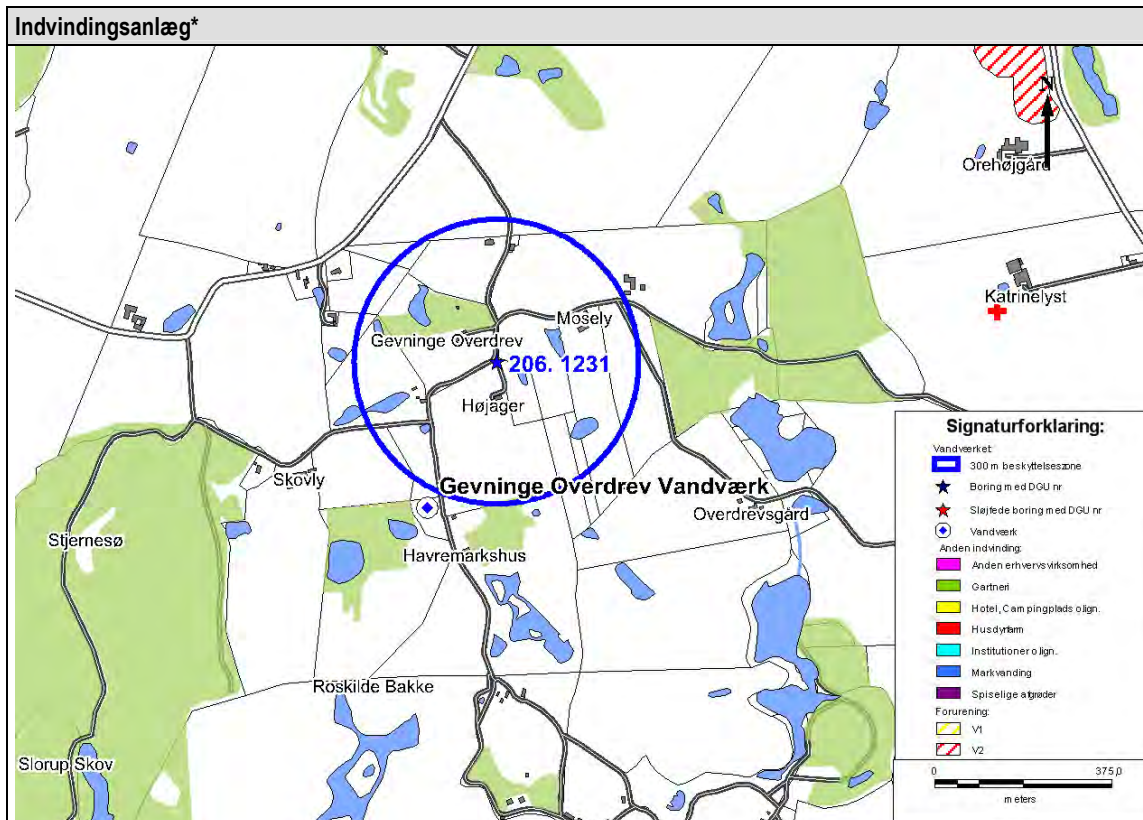 Indvindingsanlæg*
N
Orehøjgård
Katrinelyst
Mosely
Gevninge Overdrev
206. 1231
Højager
Skovly
Gevninge Overdrev Vandværk
Overdrevsgård
Stjernesø
Havremarkshus
Roskilde Bakke
Slorup Skov
Signaturforklaring:
Vandværket:
300 m beskyttelseszone
Boring med DGU nr
Sløjfede boring med DGU nr
Vandværk
Anden indvinding:
Anden erhvervsvirksomhed
Gartneri
Hotel, Campingplads olign.
Husdyrfarm
Institutioner olign.
Markvanding
Spiselige afgrøder
Forurening:
V1
V2
0 375,0
meters